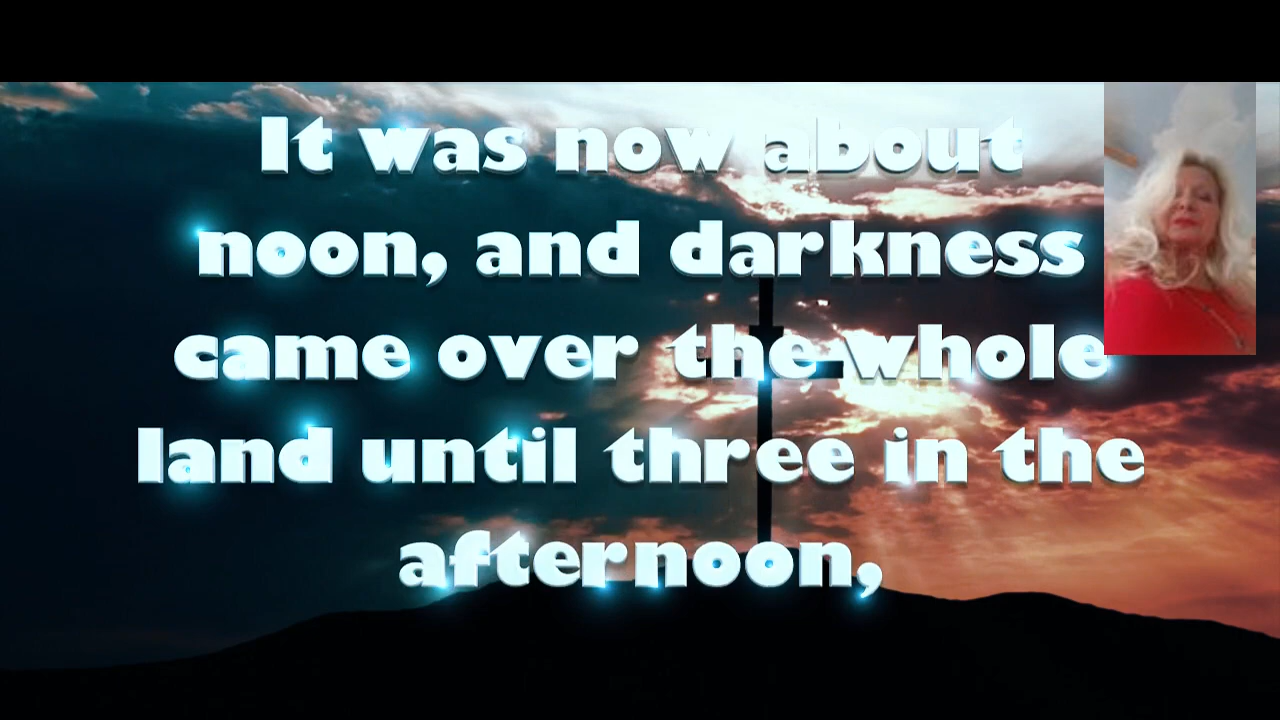 It was now about
noon, and darkness
came over the whole
land until three in the
afternoon,